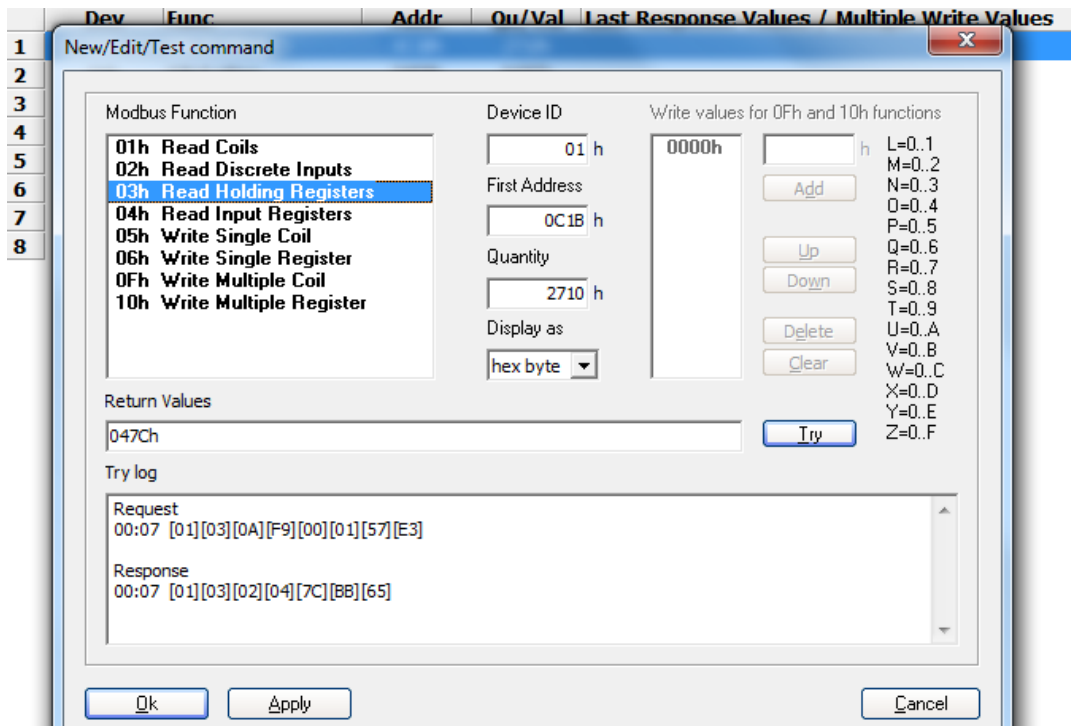 Dev Func Addr Qu/Val Last Response Values / Multiple Write Values
1
2
3
4
5
6
7
8
New/Edit/Test command
Modbus Function
01h Read Coils
02h Read Discrete Inputs
03h Read Holding Registers
04h Read Input Registers
05h Write Single Coil
06h Write Single Register
0Fh Write Multiple Coil
10h Write Multiple Register
Device ID
01 h
First Address
0C1B h
Quantity
2710 h
Display as
hex byte
Write values for 0Fh and 10h functions
0000h
h
Add
Up
Down
Delete
Clear
L=0..1
M=0..2
N=0..3
O=0..4
P=0..5
Q=0..6
R=0..7
S=0..8
T=0..9
U=0..A
V=0..B
W=0..C
X=0..D
Y=0..E
Z=0..F
Return Values
047Ch
Try
Try log
Request
00:07 [01][03][0A][F9][00][01][57][E3]
Response
00:07 [01][03][02][04][7C][BB][65]
Ok Apply Cancel